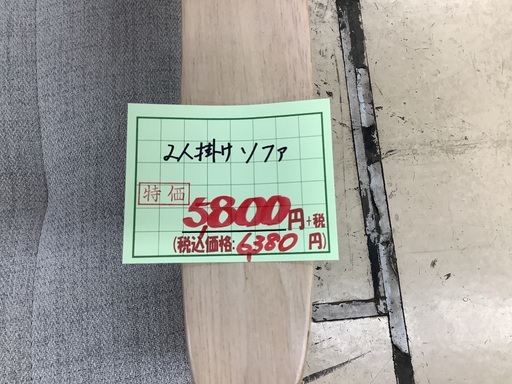 2人掛けソファ
特価
5,800円+税
(税込価格:6,380円)